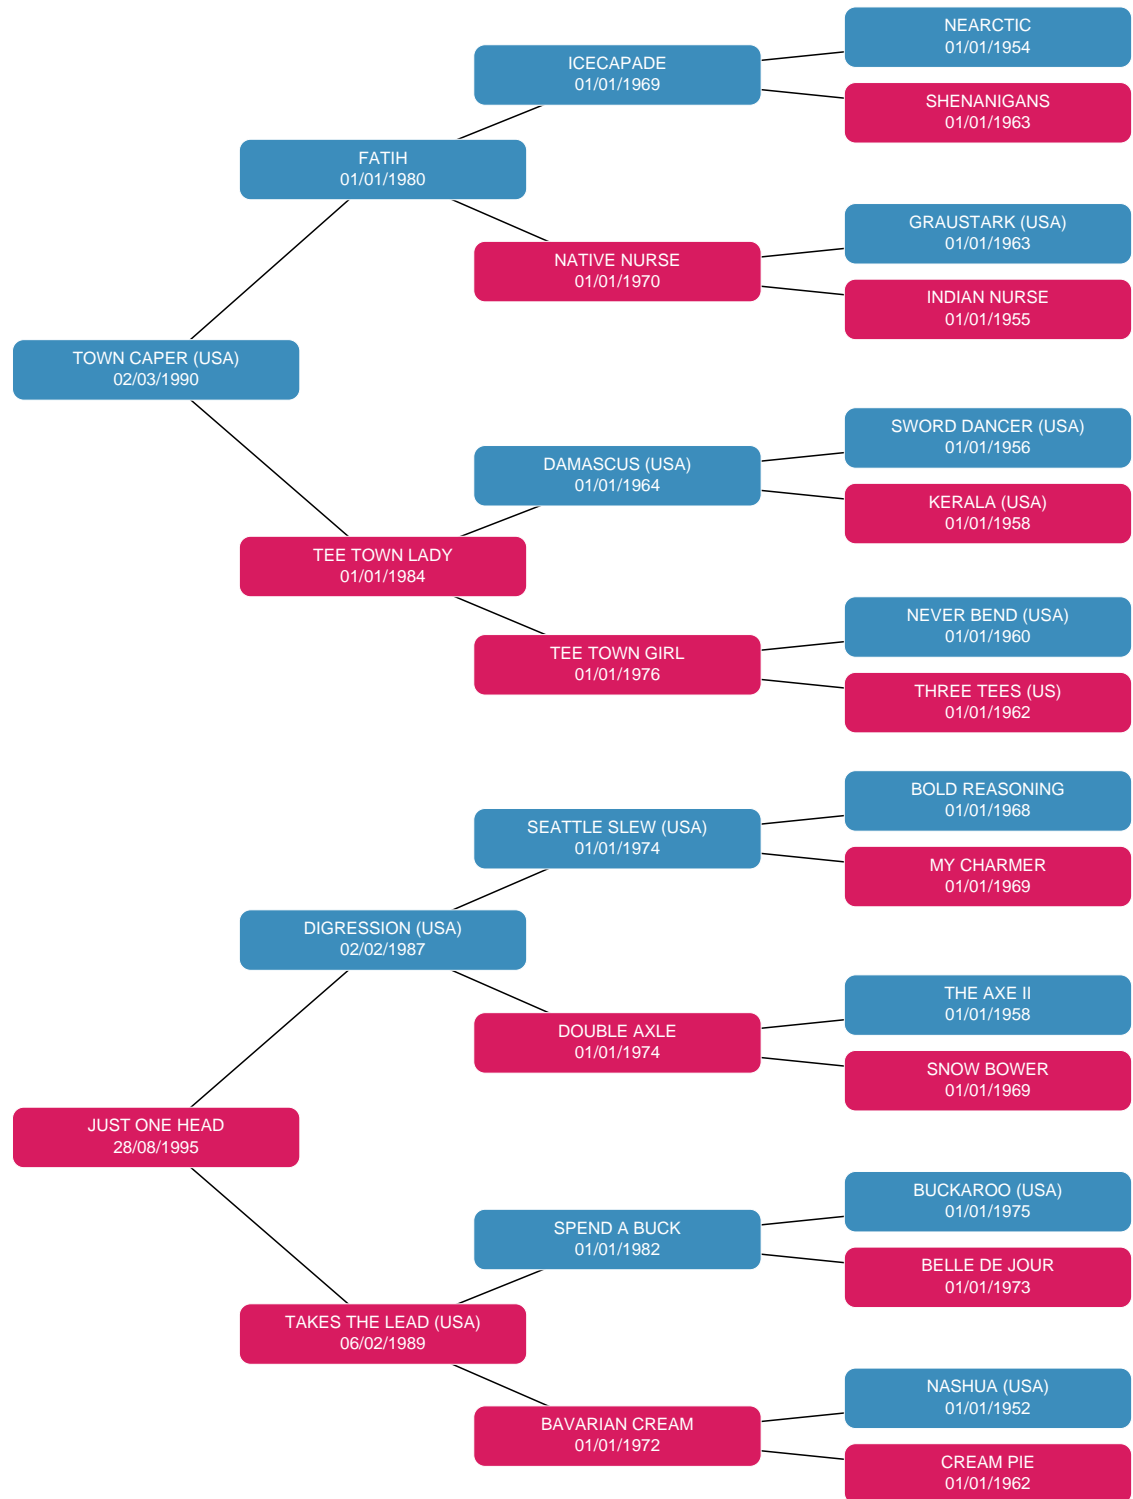 NEARCTIC
01/01/1954
ICECAPADE
01/01/1969
SHENANIGANS
01/01/1963
FATIH
01/01/1980
GRAUSTARK (USA)
01/01/1963
NATIVE NURSE
01/01/1970
INDIAN NURSE
01/01/1955
TOWN CAPER (USA)
02/03/1990
SWORD DANCER (USA)
01/01/1956
DAMASCUS (USA)
01/01/1964
KERALA (USA)
01/01/1958
TEE TOWN LADY
01/01/1984
NEVER BEND (USA)
01/01/1960
TEE TOWN GIRL
01/01/1976
THREE TEES (US)
01/01/1962
BOLD REASONING
01/01/1968
SEATTLE SLEW (USA)
01/01/1974
MY CHARMER
01/01/1969
DIGRESSION (USA)
02/02/1987
THE AXE II
01/01/1958
DOUBLE AXLE
01/01/1974
SNOW BOWER
01/01/1969
JUST ONE HEAD
28/08/1995
BUCKAROO (USA)
01/01/1975
SPEND A BUCK
01/01/1982
BELLE DE JOUR
01/01/1973
TAKES THE LEAD (USA)
06/02/1989
NASHUA (USA)
01/01/1952
BAVARIAN CREAM
01/01/1972
CREAM PIE
01/01/1962